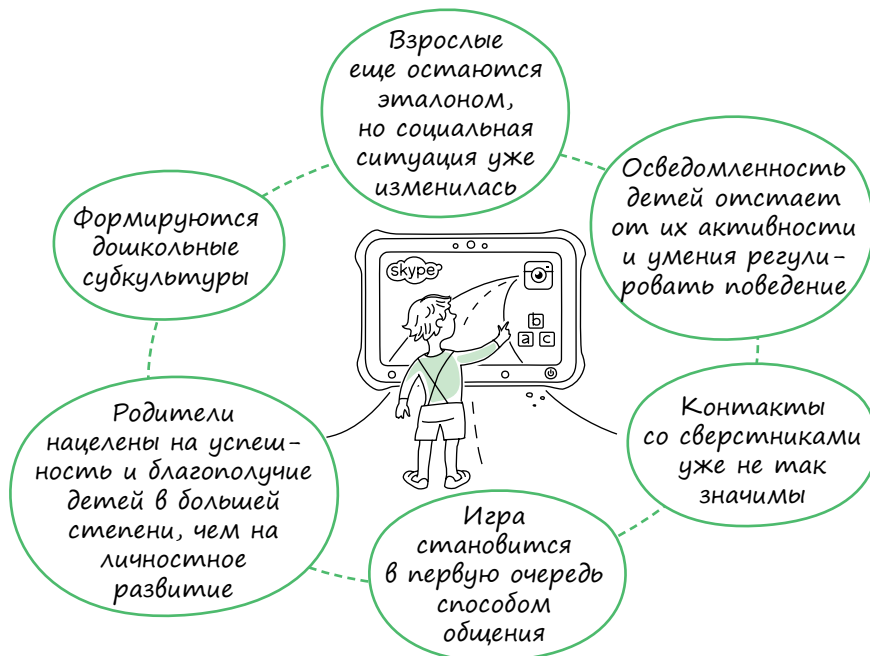 Взрослые
еще остаются
эталоном,
но социальная
ситуация уже
изменилась
Осведомленность
детей отстает
от их активности
и умения регули-
ровать поведение
Формируются
дошкольные
субкультуры
skype
b
a c
Родители
нацелены на успеш-
ность и благополучие
детей в большей
степени, чем на
личностное
развитие
Контакты
со сверстниками
уже не так
значимы
Игра
становится
в первую очередь
способом
общения